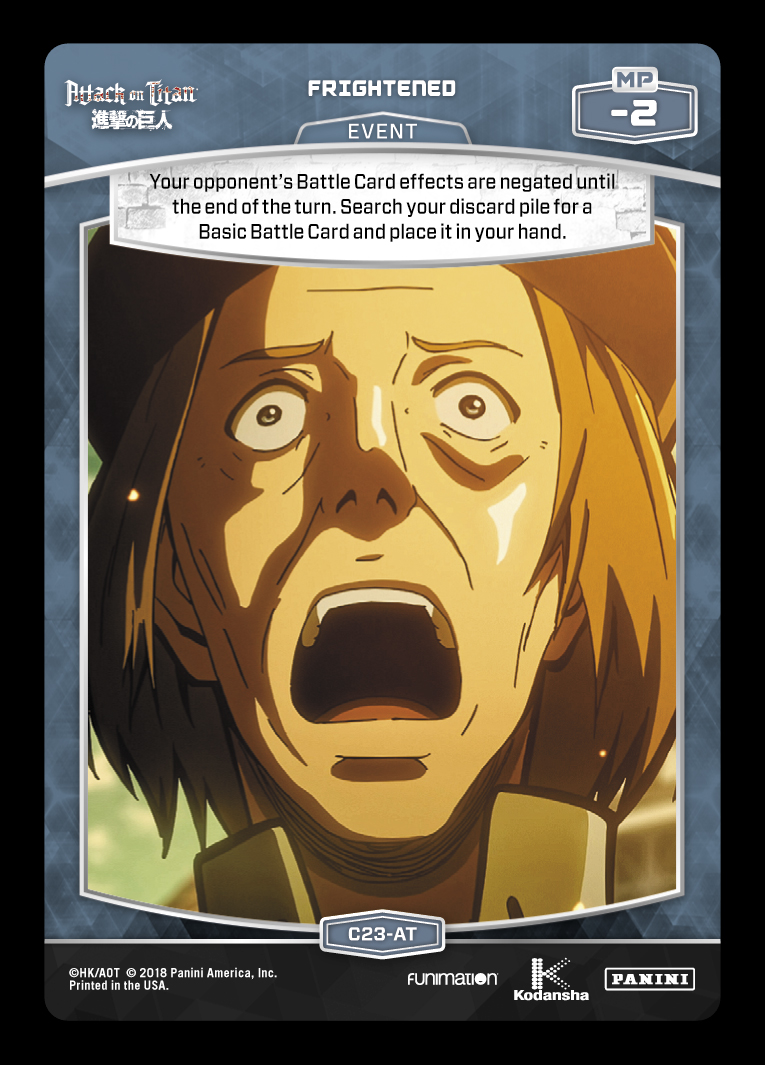 Attack on Titan
進撃の巨人
FRIGHTENED
EVENT
MP
-2
Your opponent's Battle Card effects are negated until
the end of the turn. Search your discard pile for a
Basic Battle Card and place it in your hand.
C23-AT
©HK/AOT © 2018 Panini America, Inc.
Printed in the USA.
FUNIMATION
K
Kodansha
PANINI